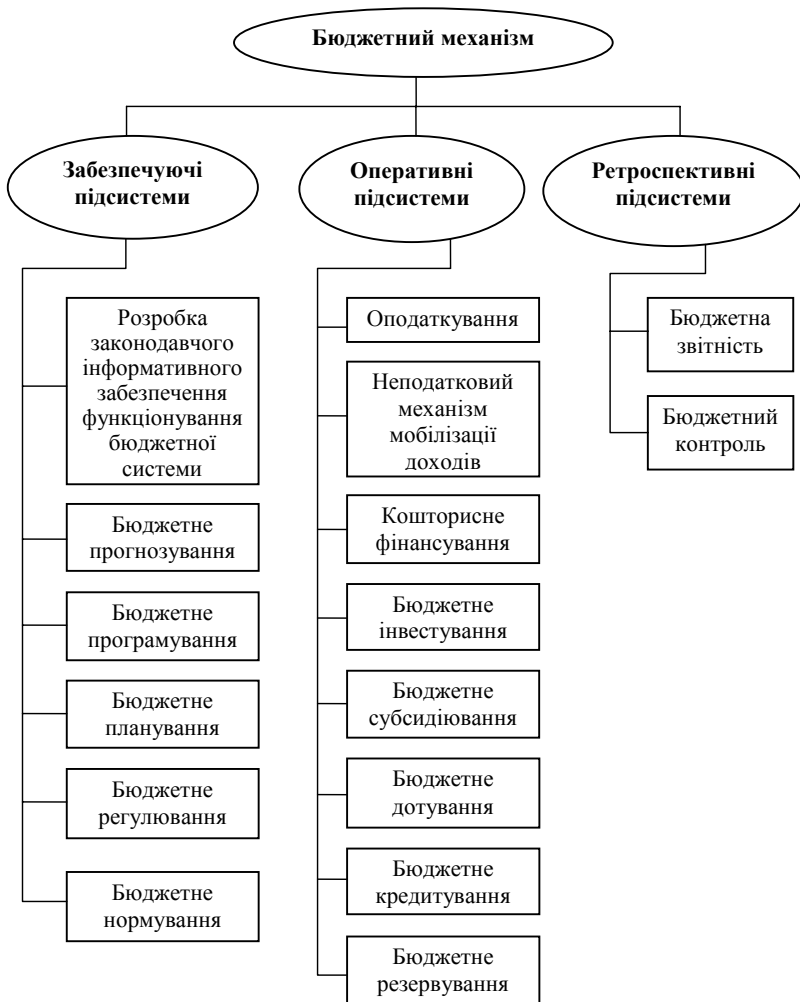 Бюджетний механізм
Забезпечуючі
підсистеми
Оперативні
підсистеми
Ретроспективні
підсистеми
Розробка
законодавчого
інформативного
забезпечення
функціонування
бюджетної
системи
Бюджетне
прогнозування
Бюджетне
програмування
Бюджетне
планування
Бюджетне
регулювання
Бюджетне
нормування
Оподаткування
Неподатковий
механізм
мобілізації
доходів
Кошторисне
фінансування
Бюджетне
інвестування
Бюджетне
субсидіювання
Бюджетне
дотування
Бюджетне
кредитування
Бюджетне
резервування
Бюджетна
звітність
Бюджетний
контроль